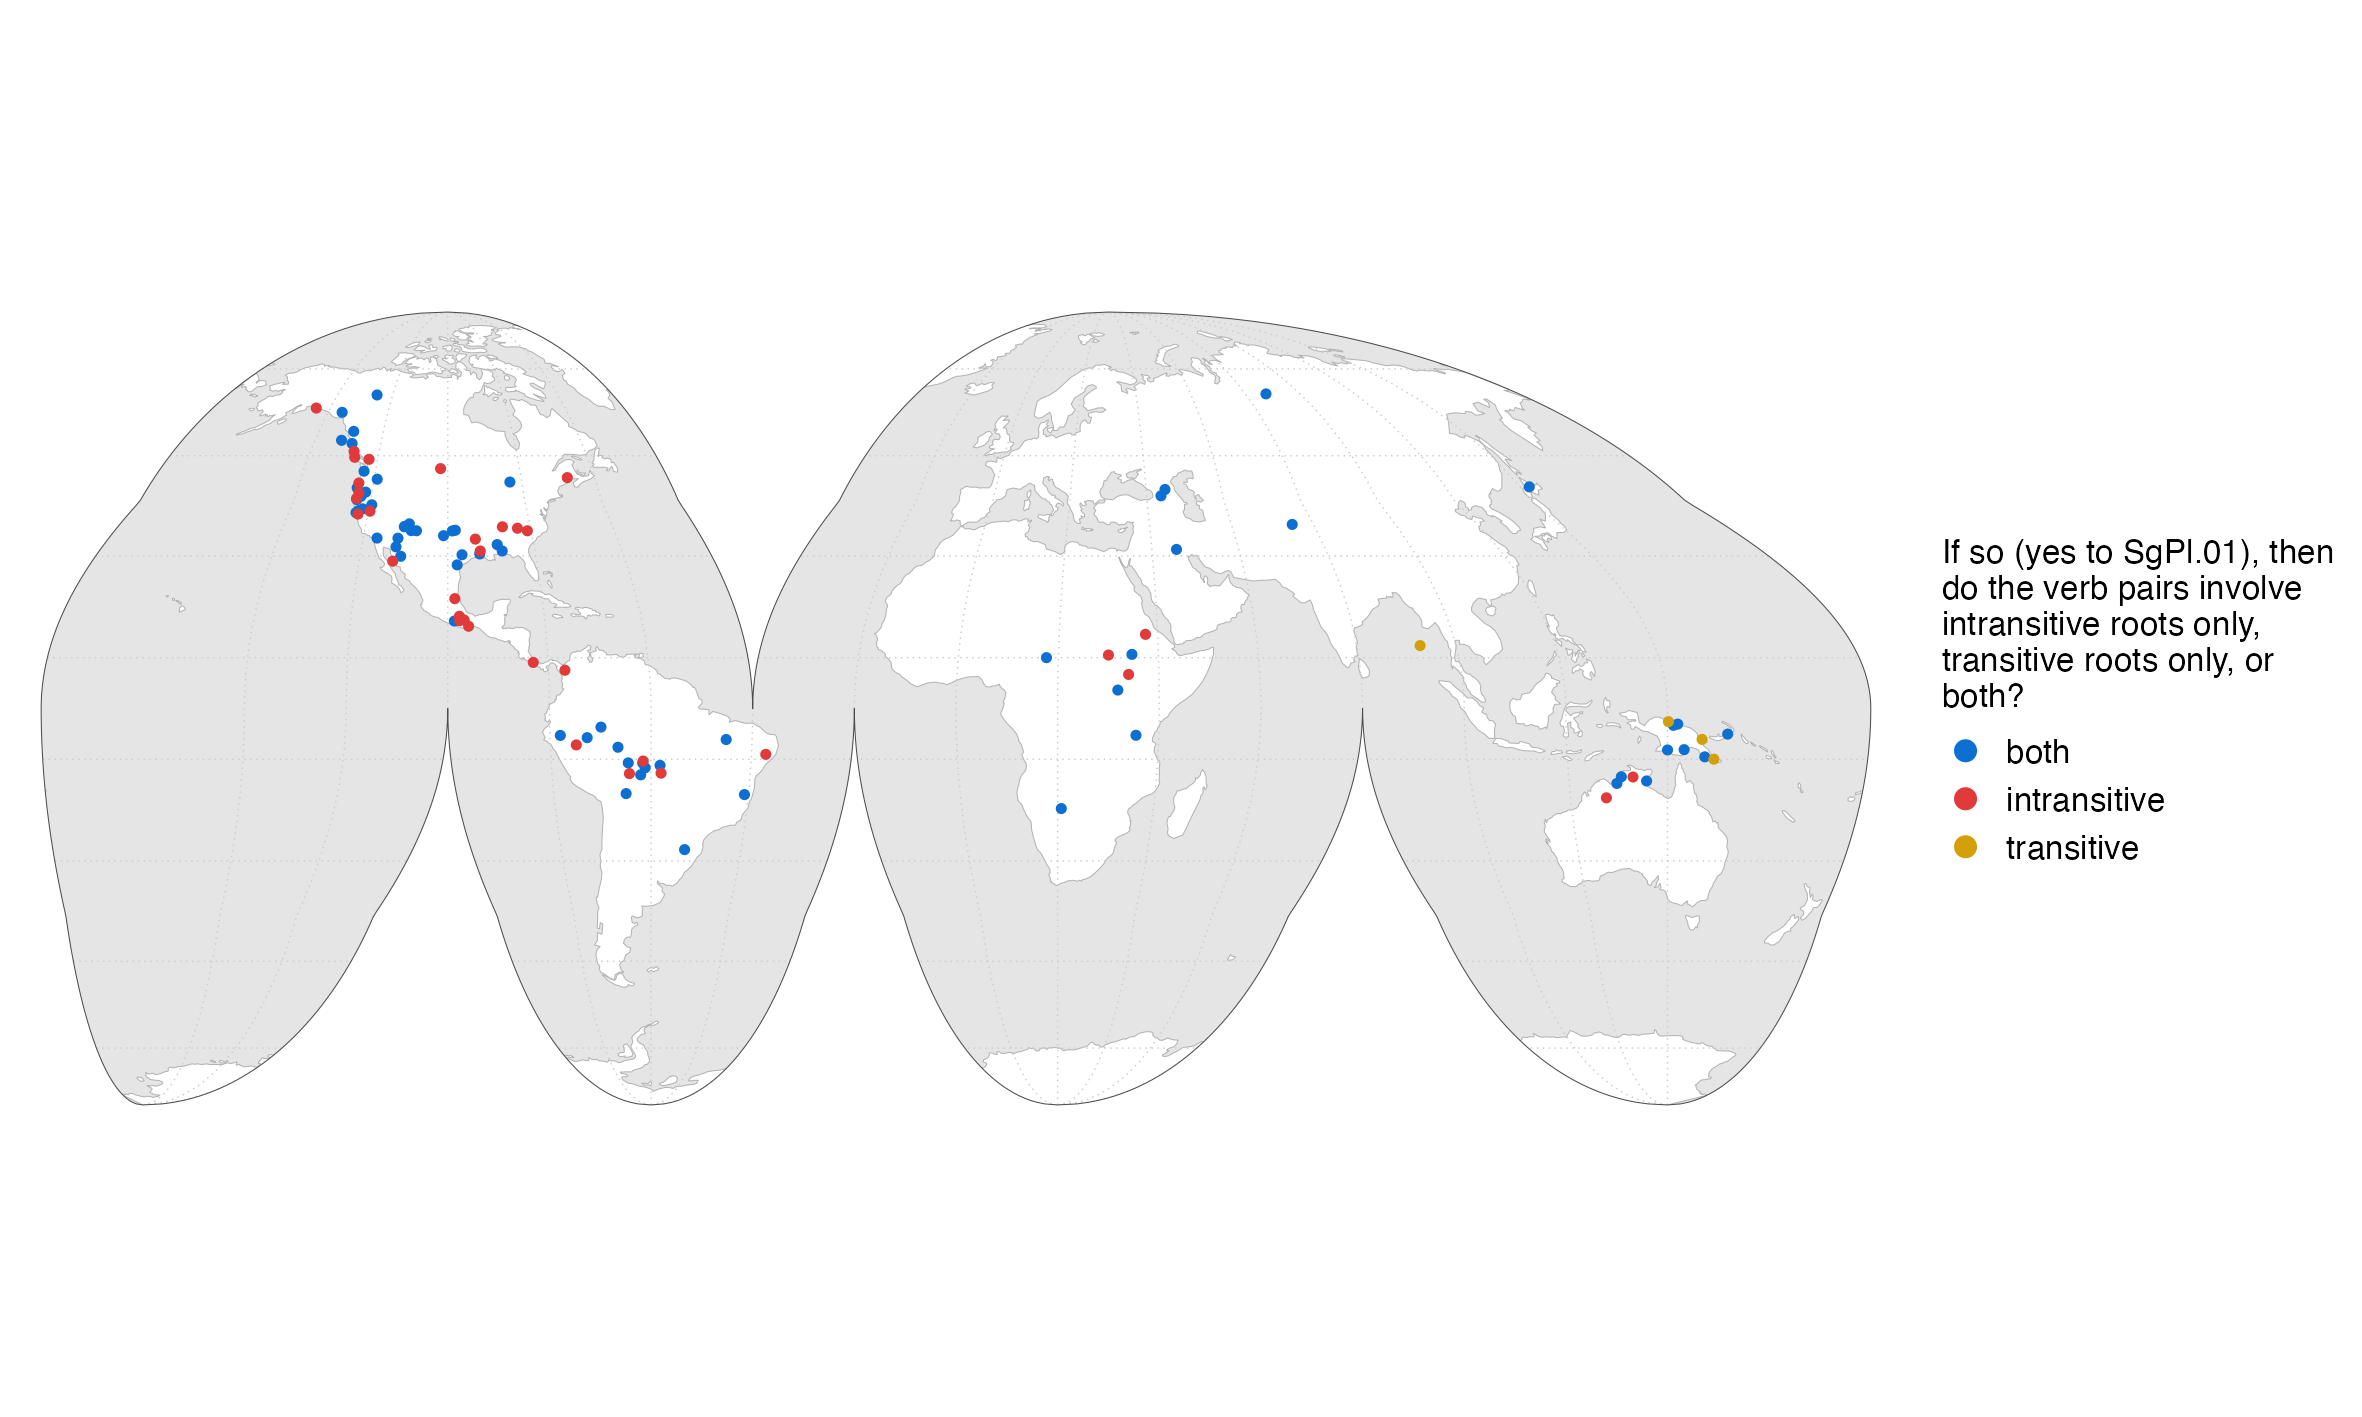 If so (yes to SgPl.01), then
do the verb pairs involve
intransitive roots only,
transitive roots only, or
both?
both
intransitive
transitive